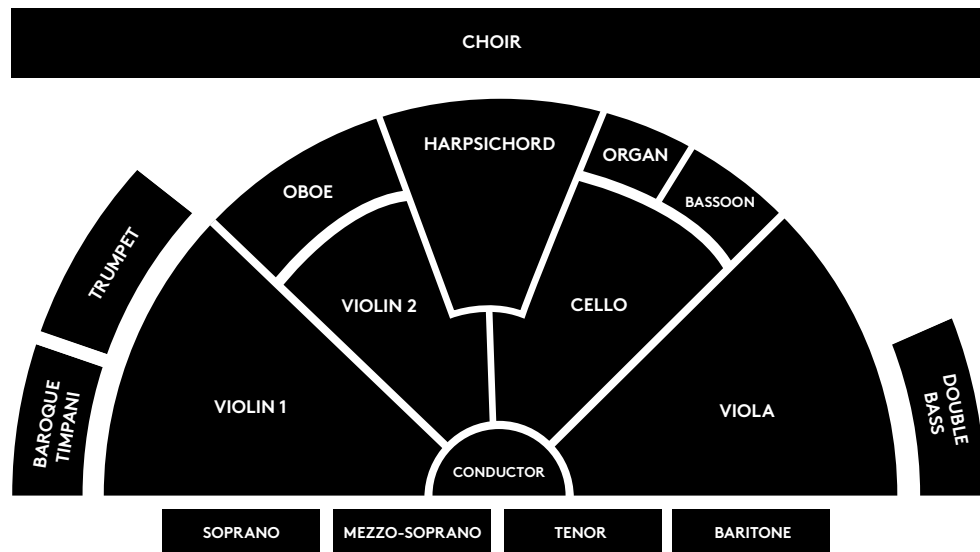 CHOIR
HARPSICHORD
ORGAN
OBOE
BASSOON
TRUMPET
VIOLIN 2
CELLO
BAROQUE
TIMPANI
VIOLIN 1
VIOLA
DOUBLE
BASS
CONDUCTOR
SOPRANO
MEZZO-SOPRANO
TENOR
BARITONE